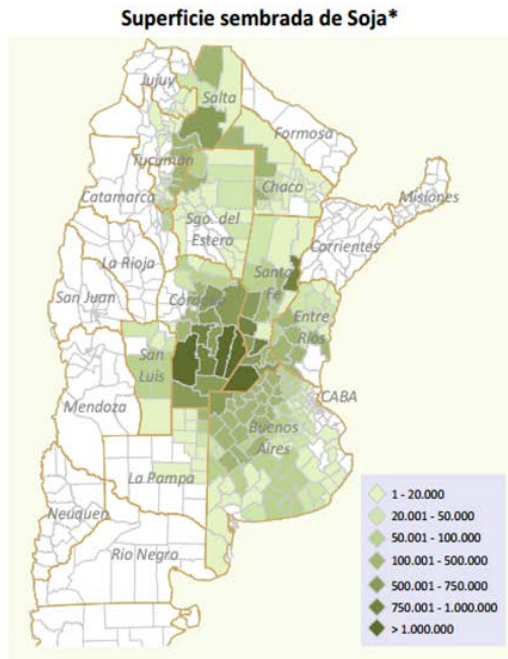 Superficie sembrada de Soja*
Jujuy
Salta
Formosa
Tucumán
Chaco
Catamarca
Misiones
Sgo. del
Estero
Corrientes
La Rioja
Santa
Fe
San Juan
Córdoba
Entre
Ríos
San
Luis
CABA
Mendoza
Buenos
Aires
La Pampa
Neuquen
Rio Negro
1 - 20.000
20.001 - 50.000
50.001 - 100.000
100.001 - 500.000
500.001 - 750.000
750.001 - 1.000.000
> 1.000.000